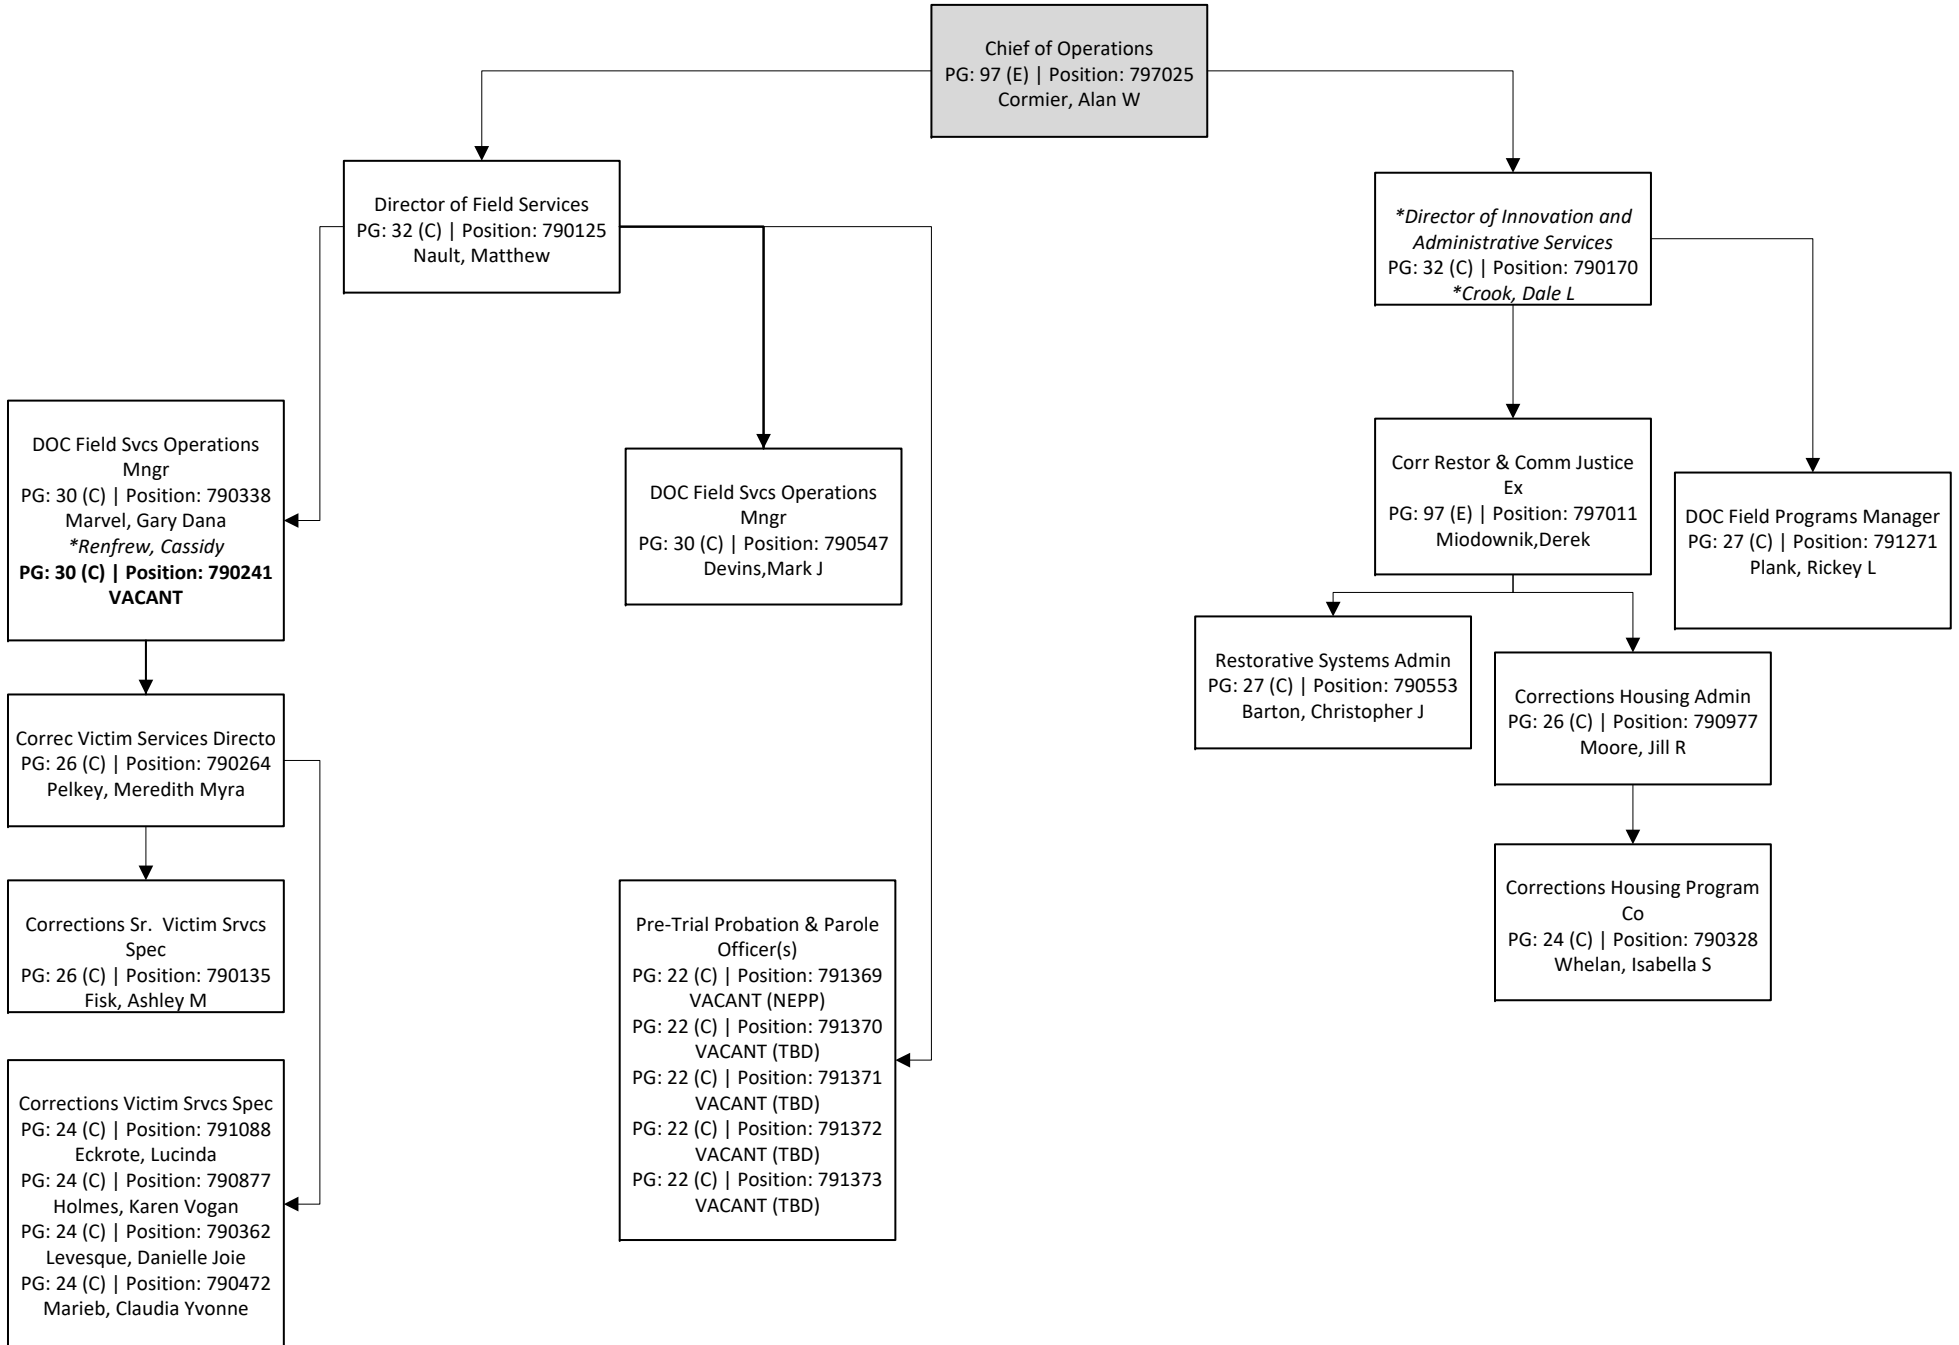 Chief of Operations
PG: 97 (E) | Position: 797025
Cormier, Alan W
Director of Field Services
PG: 32 (C) | Position: 790125
Nault, Matthew
*Director of Innovation and
Administrative Services
PG: 32 (C) | Position: 790170
*Crook, Dale L
DOC Field Svcs Operations
Mngr
PG: 30 (C) | Position: 790338
Marvel, Gary Dana
*Renfrew, Cassidy
PG: 30 (C) | Position: 790241
VACANT
DOC Field Svcs Operations
Mngr
PG: 30 (C) | Position: 790547
Devins,Mark J
Corr Restor & Comm Justice
Ex
PG: 97 (E) | Position: 797011
Miodownik,Derek
DOC Field Programs Manager
PG: 27 (C) | Position: 791271
Plank, Rickey L
Restorative Systems Admin
PG: 27 (C) | Position: 790553
Barton, Christopher J
Corrections Housing Admin
PG: 26 (C) | Position: 790977
Moore, Jill R
Correc Victim Services Directo
PG: 26 (C) | Position: 790264
Pelkey, Meredith Myra
Corrections Sr. Victim Srvcs
Spec
PG: 26 (C) | Position: 790135
Fisk, Ashley M
Pre-Trial Probation & Parole
Officer(s)
PG: 22 (C) | Position: 791369
VACANT (NEPP)
PG: 22 (C) | Position: 791370
VACANT (TBD)
PG: 22 (C) | Position: 791371
VACANT (TBD)
PG: 22 (C) | Position: 791372
VACANT (TBD)
PG: 22 (C) | Position: 791373
VACANT (TBD)
Corrections Housing Program
Co
PG: 24 (C) | Position: 790328
Whelan, Isabella S
Corrections Victim Srvcs Spec
PG: 24 (C) | Position: 791088
Eckrote, Lucinda
PG: 24 (C) | Position: 790877
Holmes, Karen Vogan
PG: 24 (C) | Position: 790362
Levesque, Danielle Joie
PG: 24 (C) | Position: 790472
Marieb, Claudia Yvonne